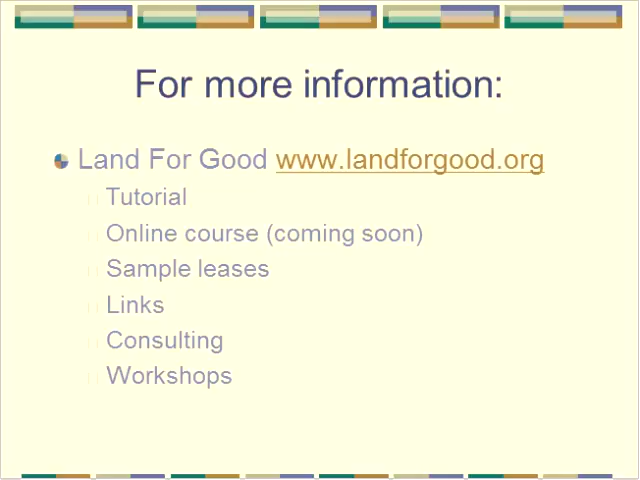 For more information:
Land For Good www.landforgood.org
Tutorial
Online course (coming soon)
Sample leases
Links
Consulting
Workshops